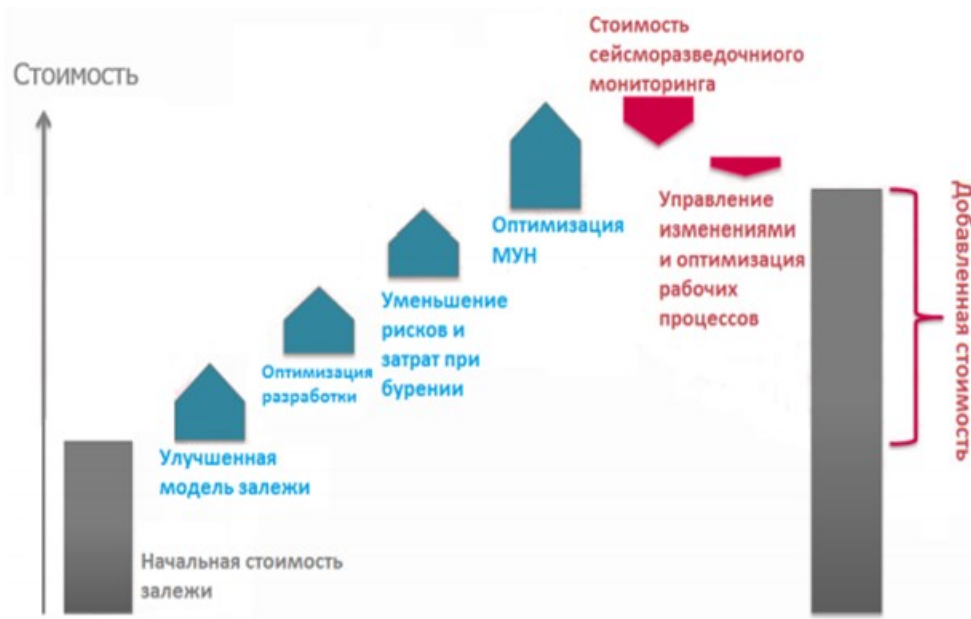 Стоимость
Стоимость
сейсморазведочниого
мониторинга
Оптимизация
МУН
Управление
изменениями
и оптимизация
рабочих
процессов
Уменьшение
рисков и
затрат при
бурении
Оптимизация
разработки
Улучшенная
модель залежи
Начальная стоимость
залежи
Добавленная стоимость